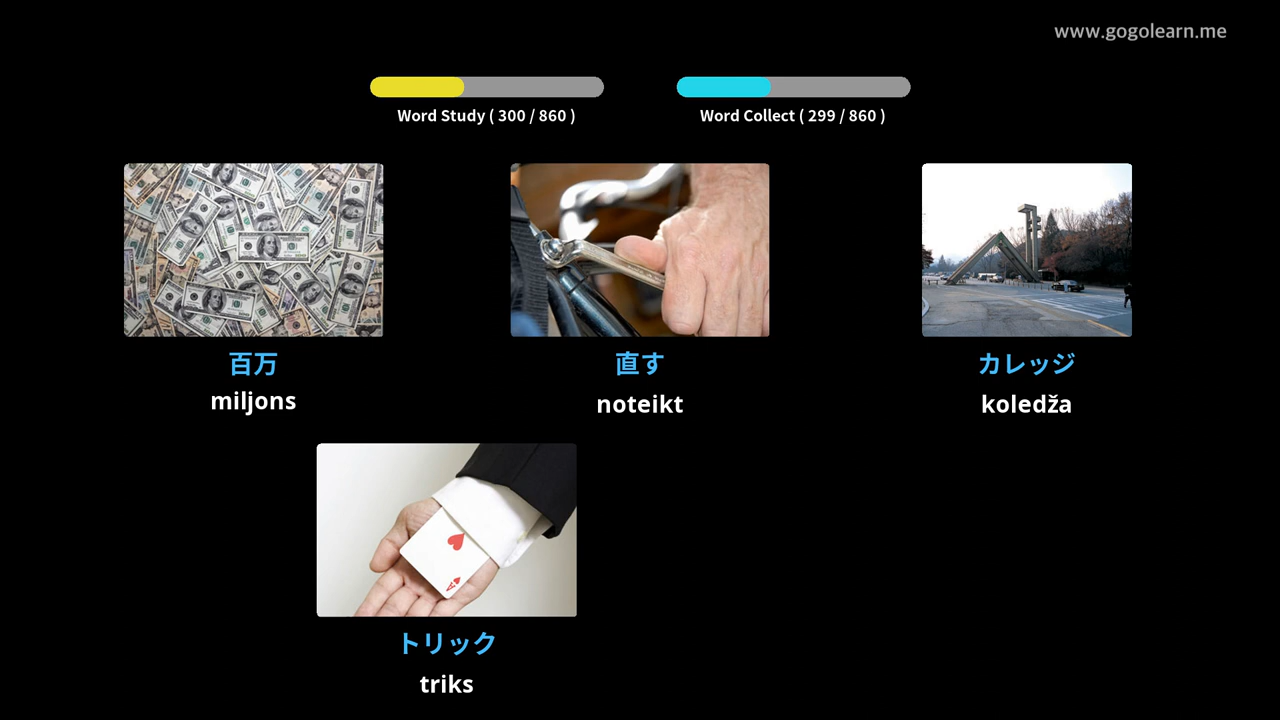 www.gogolearn.me
Word Study ( 300 / 860 )
Word Collect ( 299 / 860 )
百万
miljons
直す
noteikt
カレッジ
koledža
トリック
triks